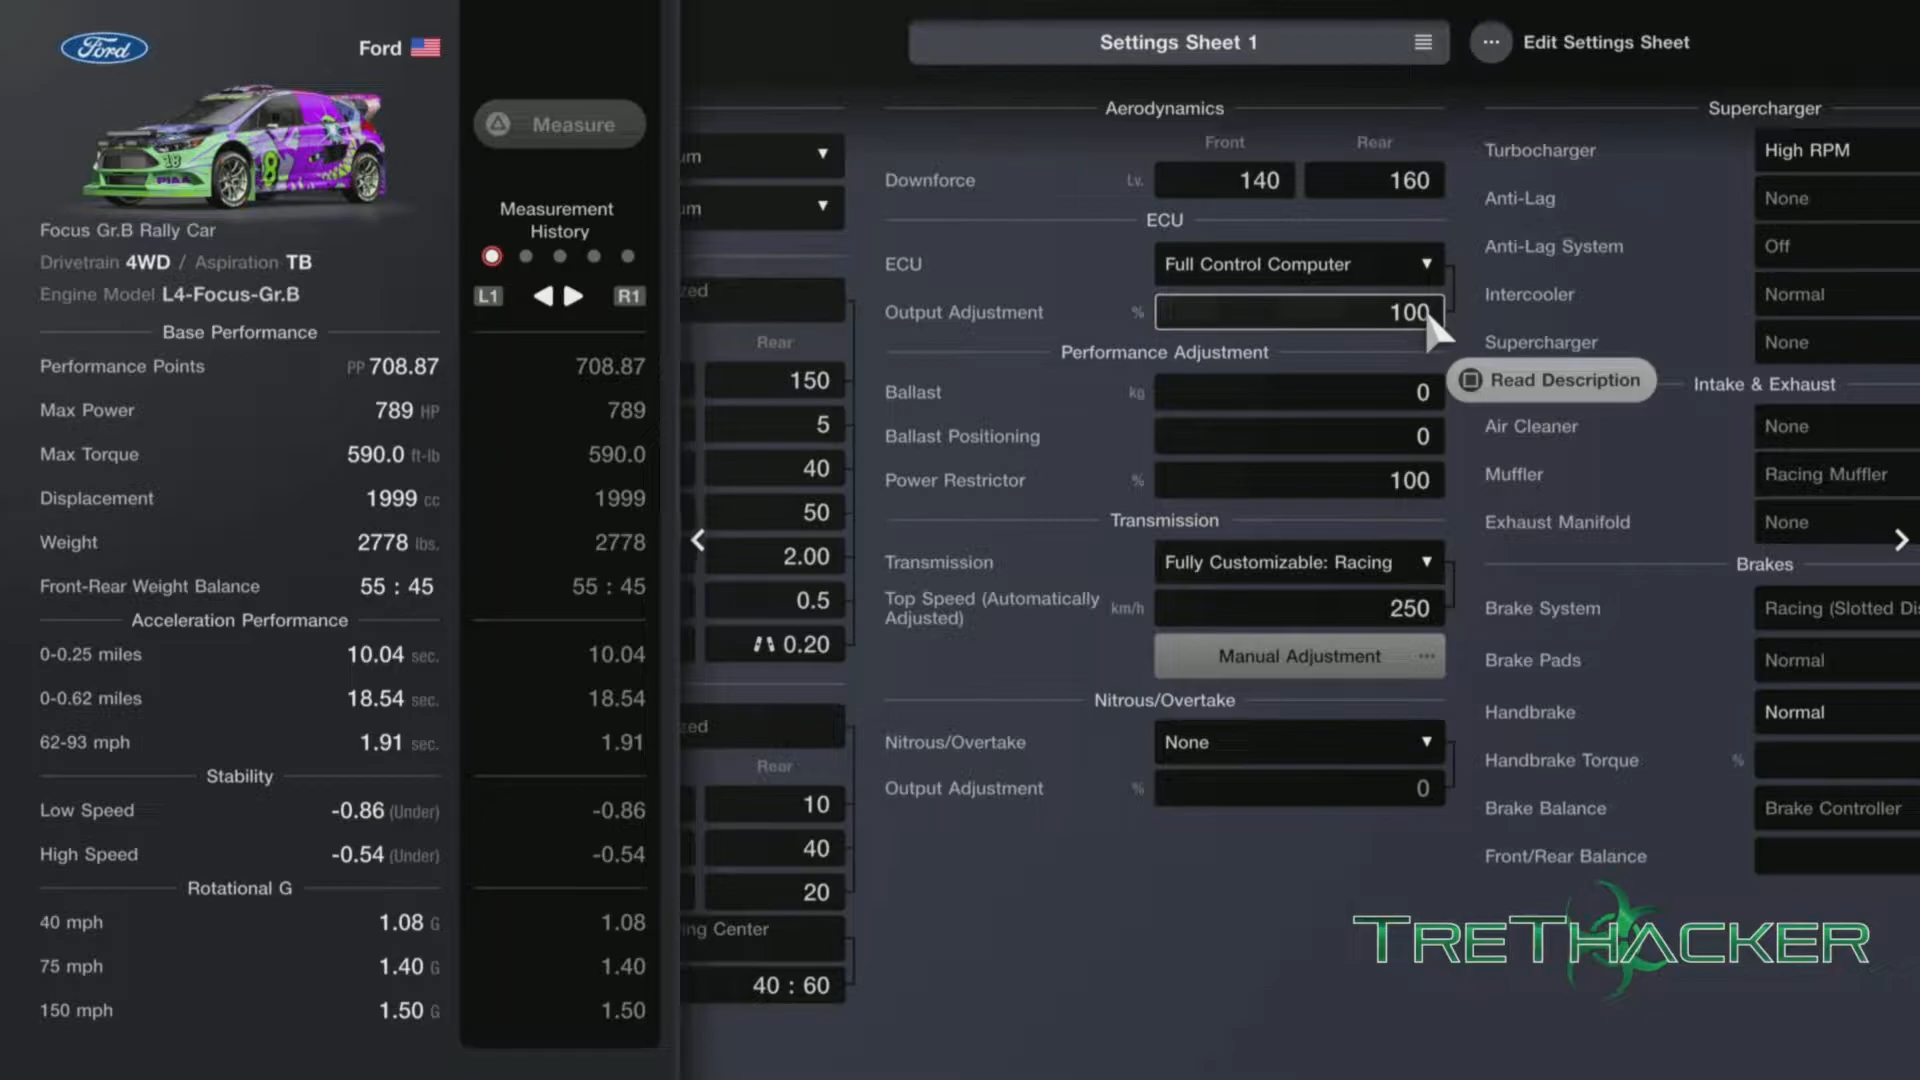 Ford
Ford
Focus Gr.B Rally Car
Drivetrain 4WD / Aspiration TB
Engine Model L4-Focus-Gr.B
Base Performance
Performance Points PP 708.87
Max Power 789 HP
Max Torque 590.0 ft-lb
Displacement 1999 cc
Weight 2778 lbs.
Front-Rear Weight Balance 55 : 45
Acceleration Performance
0-0.25 miles 10.04 sec.
0-0.62 miles 18.54 sec.
62-93 mph 1.91 sec.
Stability
Low Speed -0.86 (Under)
High Speed -0.54 (Under)
Rotational G
40 mph 1.08 G
75 mph 1.40 G
150 mph 1.50 G
Measure
Measurement
History
L1 R1
708.87
789
590.0
1999
2778
55 : 45
10.04
18.54
1.91
-0.86
-0.54
1.08
1.40
1.50
Settings Sheet 1
Edit Settings Sheet
um
um
zed
Rear
150
5
40
50
2.00
0.5
0.20
zed
Rear
10
40
20
ing Center
40 : 60
Aerodynamics
Front Rear
Downforce Lv. 140 160
ECU
ECU Full Control Computer
Output Adjustment % 100
Performance Adjustment
Ballast kg 0
Ballast Positioning 0
Power Restrictor % 100
Transmission
Transmission Fully Customizable: Racing
Top Speed (Automatically
Adjusted) km/h 250
Manual Adjustment
Nitrous/Overtake
Nitrous/Overtake None
Output Adjustment % 0
Supercharger
Turbocharger High RPM
Anti-Lag None
Anti-Lag System Off
Intercooler Normal
Supercharger None
Read Description
Intake & Exhaust
Air Cleaner None
Muffler Racing Muffler
Exhaust Manifold None
Brakes
Brake System Racing (Slotted Dis
Brake Pads Normal
Handbrake Normal
Handbrake Torque %
Brake Balance Brake Controller
Front/Rear Balance
TRETHACKER